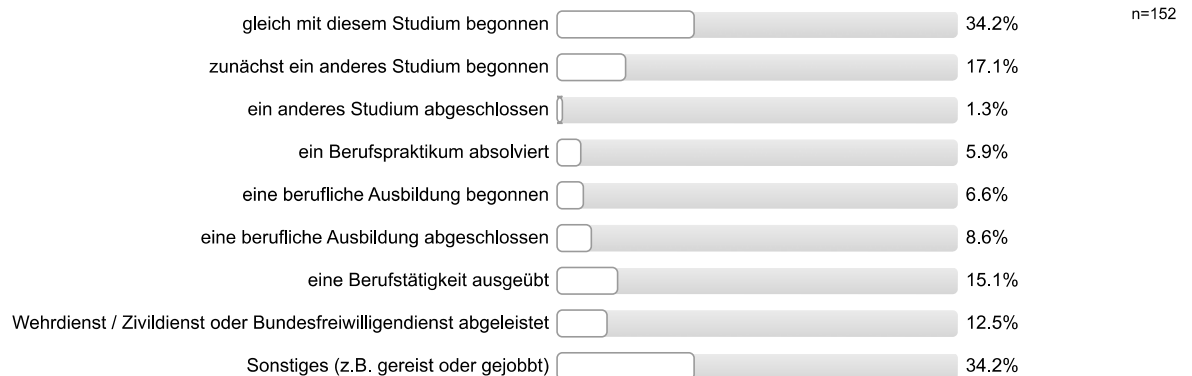 gleich mit diesem Studium begonnen 34.2% n=152
zunächst ein anderes Studium begonnen 17.1%
ein anderes Studium abgeschlossen 1.3%
ein Berufspraktikum absolviert 5.9%
eine berufliche Ausbildung begonnen 6.6%
eine berufliche Ausbildung abgeschlossen 8.6%
eine Berufstätigkeit ausgeübt 15.1%
Wehrdienst / Zivildienst oder Bundesfreiwilligendienst abgeleistet 12.5%
Sonstiges (z.B. gereist oder gejobbt) 34.2%